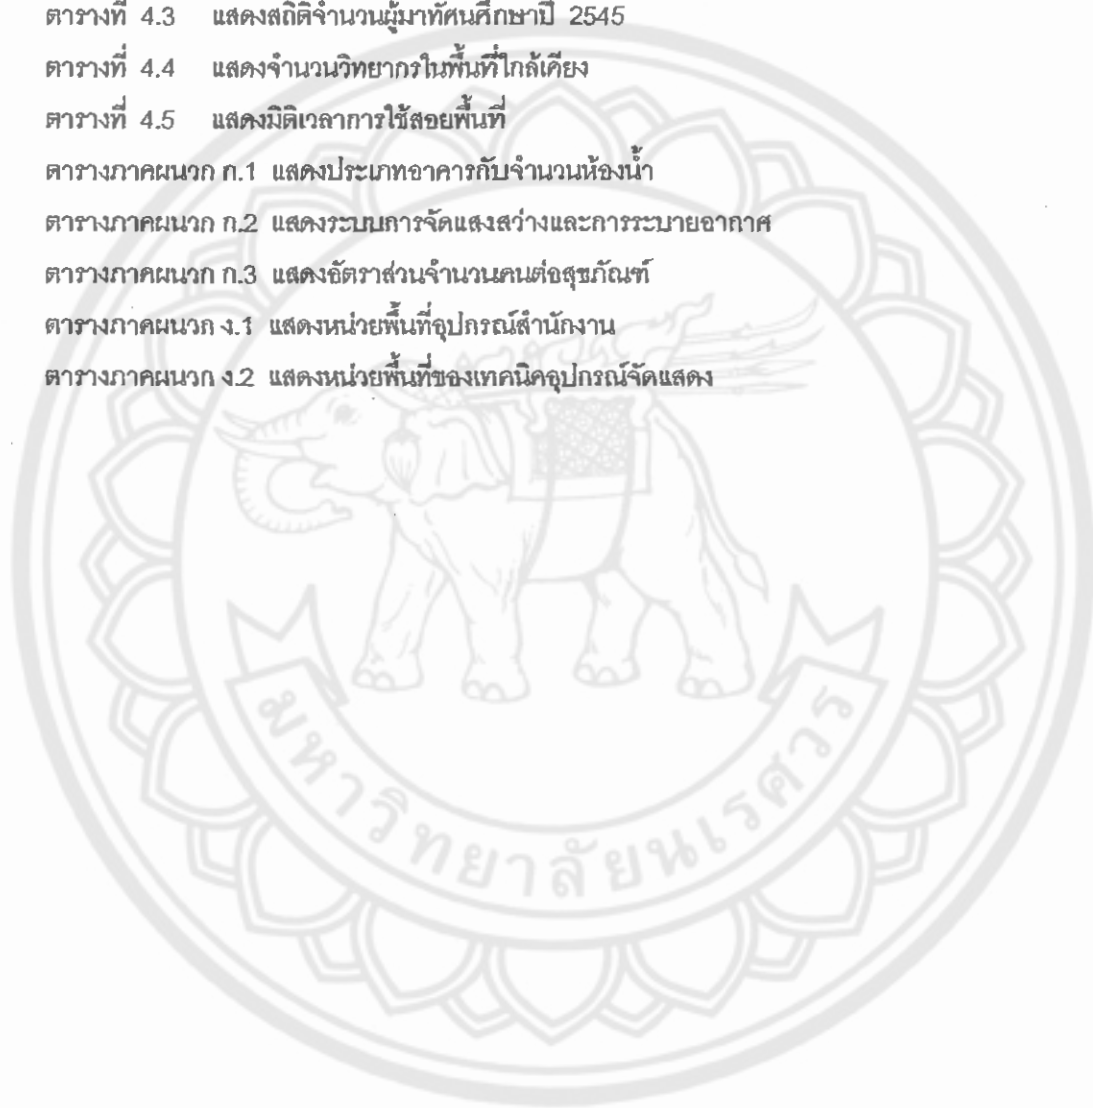 ตารางที่ 4.3 แสดงสถิติจำนวนผู้มาทัศนศึกษาปี 2545
ตารางที่ 4.4 แสดงจำนวนวิทยากรในพื้นที่ใกล้เคียง
ตารางที่ 4.5 แสดงมิติเวลาการใช้สอยพื้นที่
ตารางภาคผนวก ก.1 แสดงประเภทอาคารกับจำนวนห้องน้ำ
ตารางภาคผนวก ก.2 แสดงระบบการจัดแสงสว่างและการระบายอากาศ
ตารางภาคผนวก ก.3 แสดงอัตราส่วนจำนวนคนต่อสุขภัณฑ์
ตารางภาคผนวก ง.1 แสดงหน่วยพื้นที่อุปกรณ์สำนักงาน
ตารางภาคผนวก ง.2 แสดงหน่วยพื้นที่ของเทคนิคอุปกรณ์จัดแสดง
มหาวิทยาลัยนเรศวร